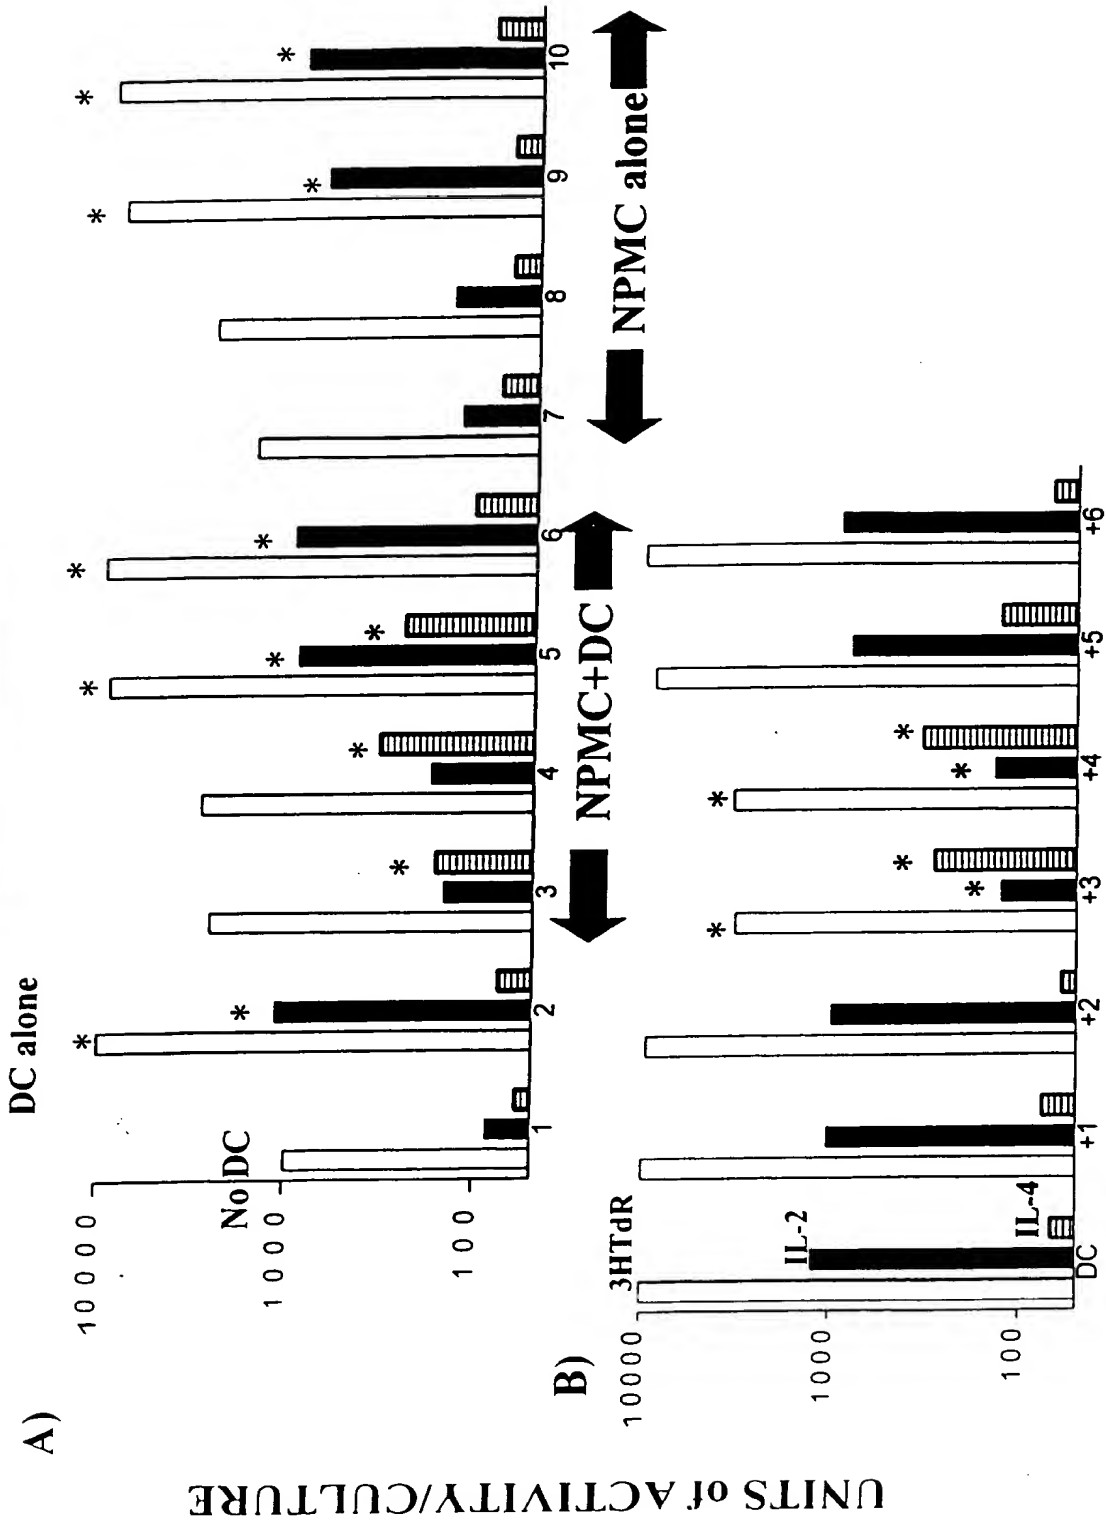 A)
DC alone
No DC
10000
1000
100
* * * * * * * * * * * * * *
1 2 3 4 5 6 7 8 9 10
NPMC+DC
NPMC alone
B)
3HTdR
IL-2
IL-4
10000
1000
100
* * * * * *
DC +1 +2 +3 +4 +5 +6
UNITS of ACTIVITY/CULTURE